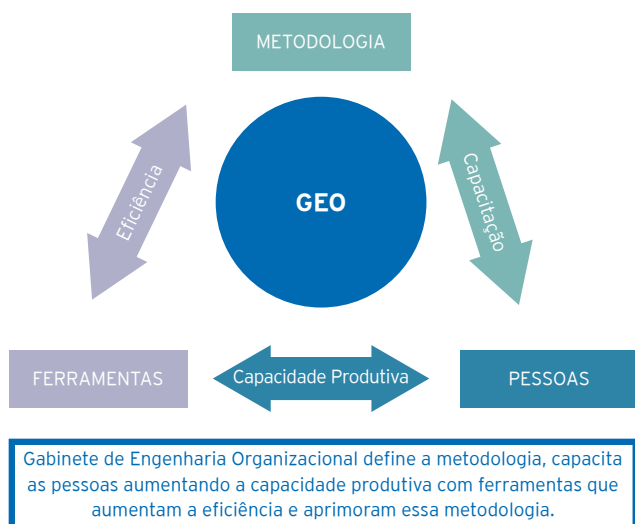 METODOLOGIA
Eficiência
GEO
Capacitação
FERRAMENTAS
Capacidade Produtiva
PESSOAS
Gabinete de Engenharia Organizacional define a metodologia, capacita
as pessoas aumentando a capacidade produtiva com ferramentas que
aumentam a eficiência e aprimoram essa metodologia.